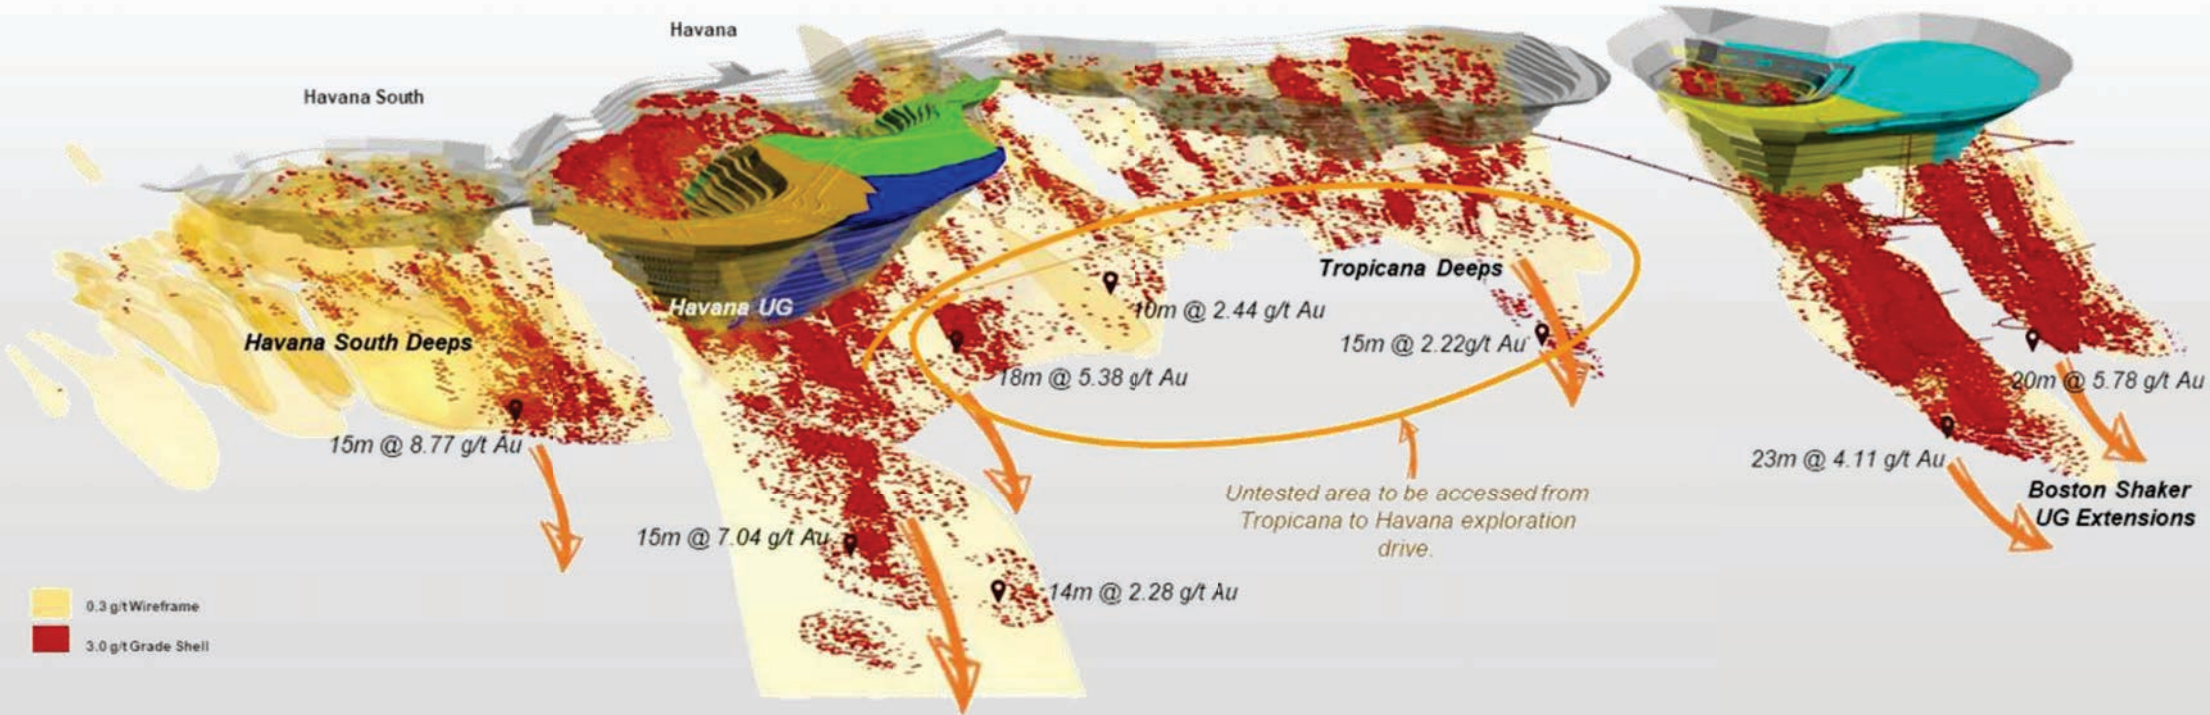 Havana
Havana South
Tropicana Deeps
Havana UG
10m @ 2.44 g/t Au
Havana South Deeps
15m @ 2.22g/t Au
18m @ 5.38 g/t Au
20m @ 5.78 g/t Au
15m @ 8.77 g/t Au
23m @ 4.11 g/t Au
Untested area to be accessed from
Tropicana to Havana exploration
drive.
Boston Shaker
UG Extensions
15m @ 7.04 g/t Au
14m @ 2.28 g/t Au
0.3 g/t Wireframe
3.0 g/t Grade Shell